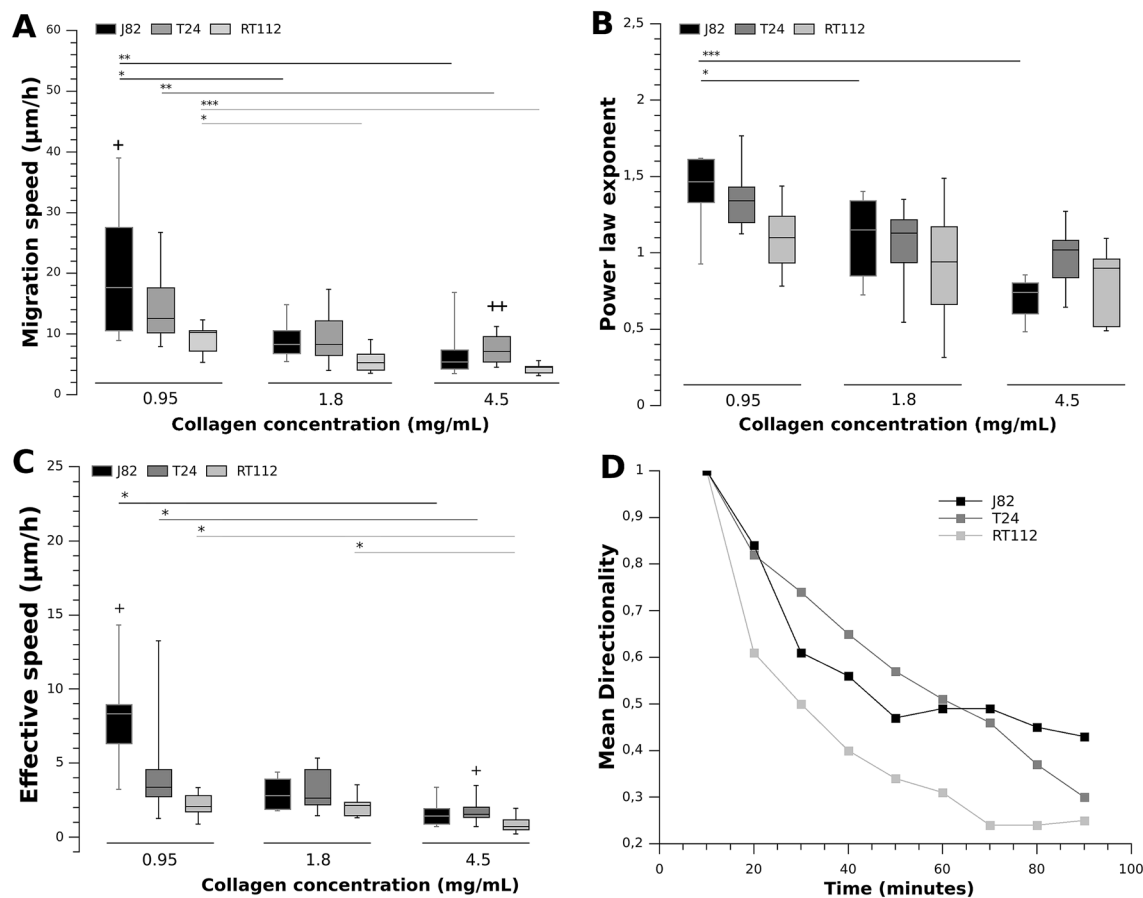 A
J82 T24 RT112
60
50
40
30
20
10
0
**
*
**
***
*
+
++
Migration speed (µm/h)
0.95 1.8 4.5
Collagen concentration (mg/mL)
B
J82 T24 RT112
2,5
2
1,5
1
0,5
0
***
*
Power law exponent
0.95 1.8 4.5
Collagen concentration (mg/mL)
C
J82 T24 RT112
25
20
15
10
5
0
*
*
*
*
+
+
Effective speed (µm/h)
0.95 1.8 4.5
Collagen concentration (mg/mL)
D
J82
T24
RT112
1
0,9
0,8
0,7
0,6
0,5
0,4
0,3
0,2
Mean Directionality
0 20 40 60 80 100
Time (minutes)